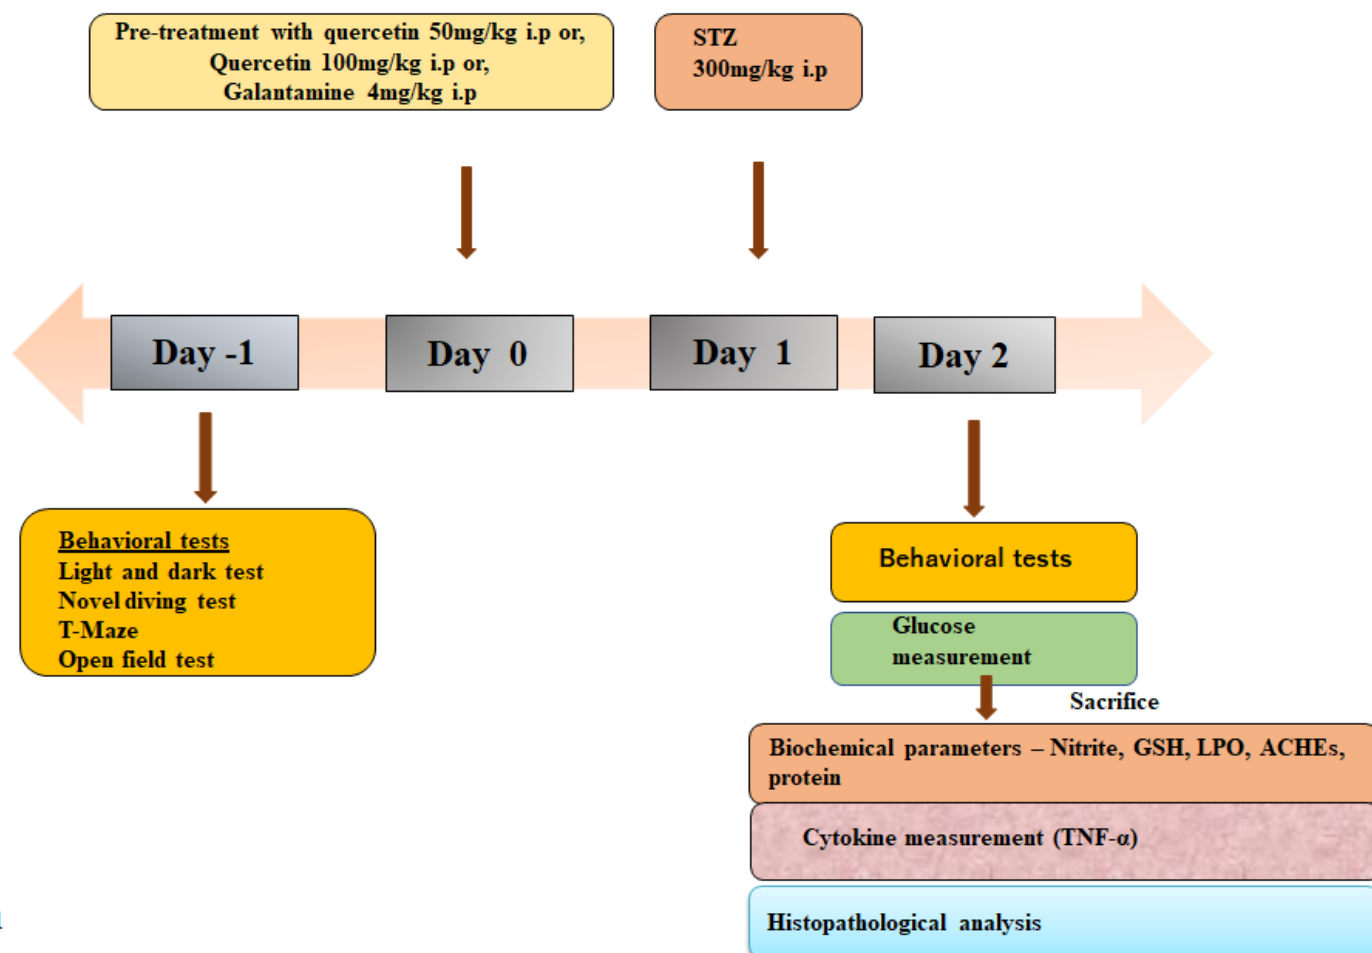 Pre-treatment with quercetin 50mg/kg i.p or,
Quercetin 100mg/kg i.p or,
Galantamine 4mg/kg i.p
STZ
300mg/kg i.p
Day -1
Day 0
Day 1
Day 2
Behavioral tests
Light and dark test
Novel diving test
T-Maze
Open field test
Behavioral tests
Glucose
measurement
Sacrifice
Biochemical parameters – Nitrite, GSH, LPO, ACHEs,
protein
Cytokine measurement (TNF-α)
Histopathological analysis